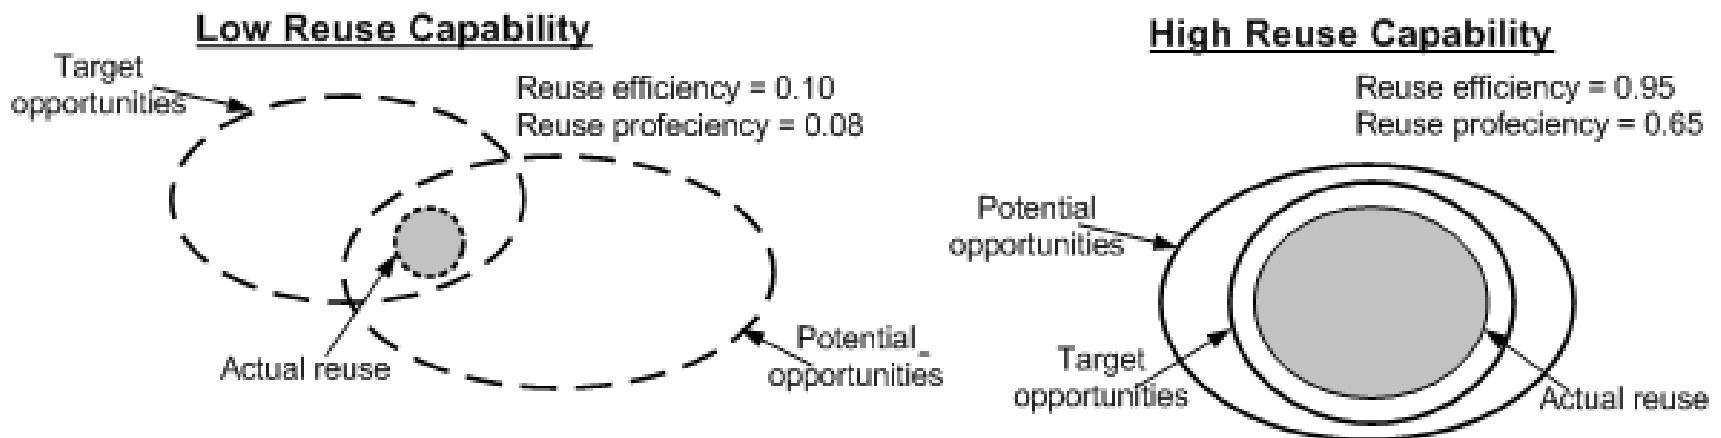 Low Reuse Capability
Target
opportunities
Reuse efficiency = 0.10
Reuse profeciency = 0.08
Actual reuse
Potential
opportunities
High Reuse Capability
Reuse efficiency = 0.95
Reuse profeciency = 0.65
Potential
opportunities
Target
opportunities
Actual reuse